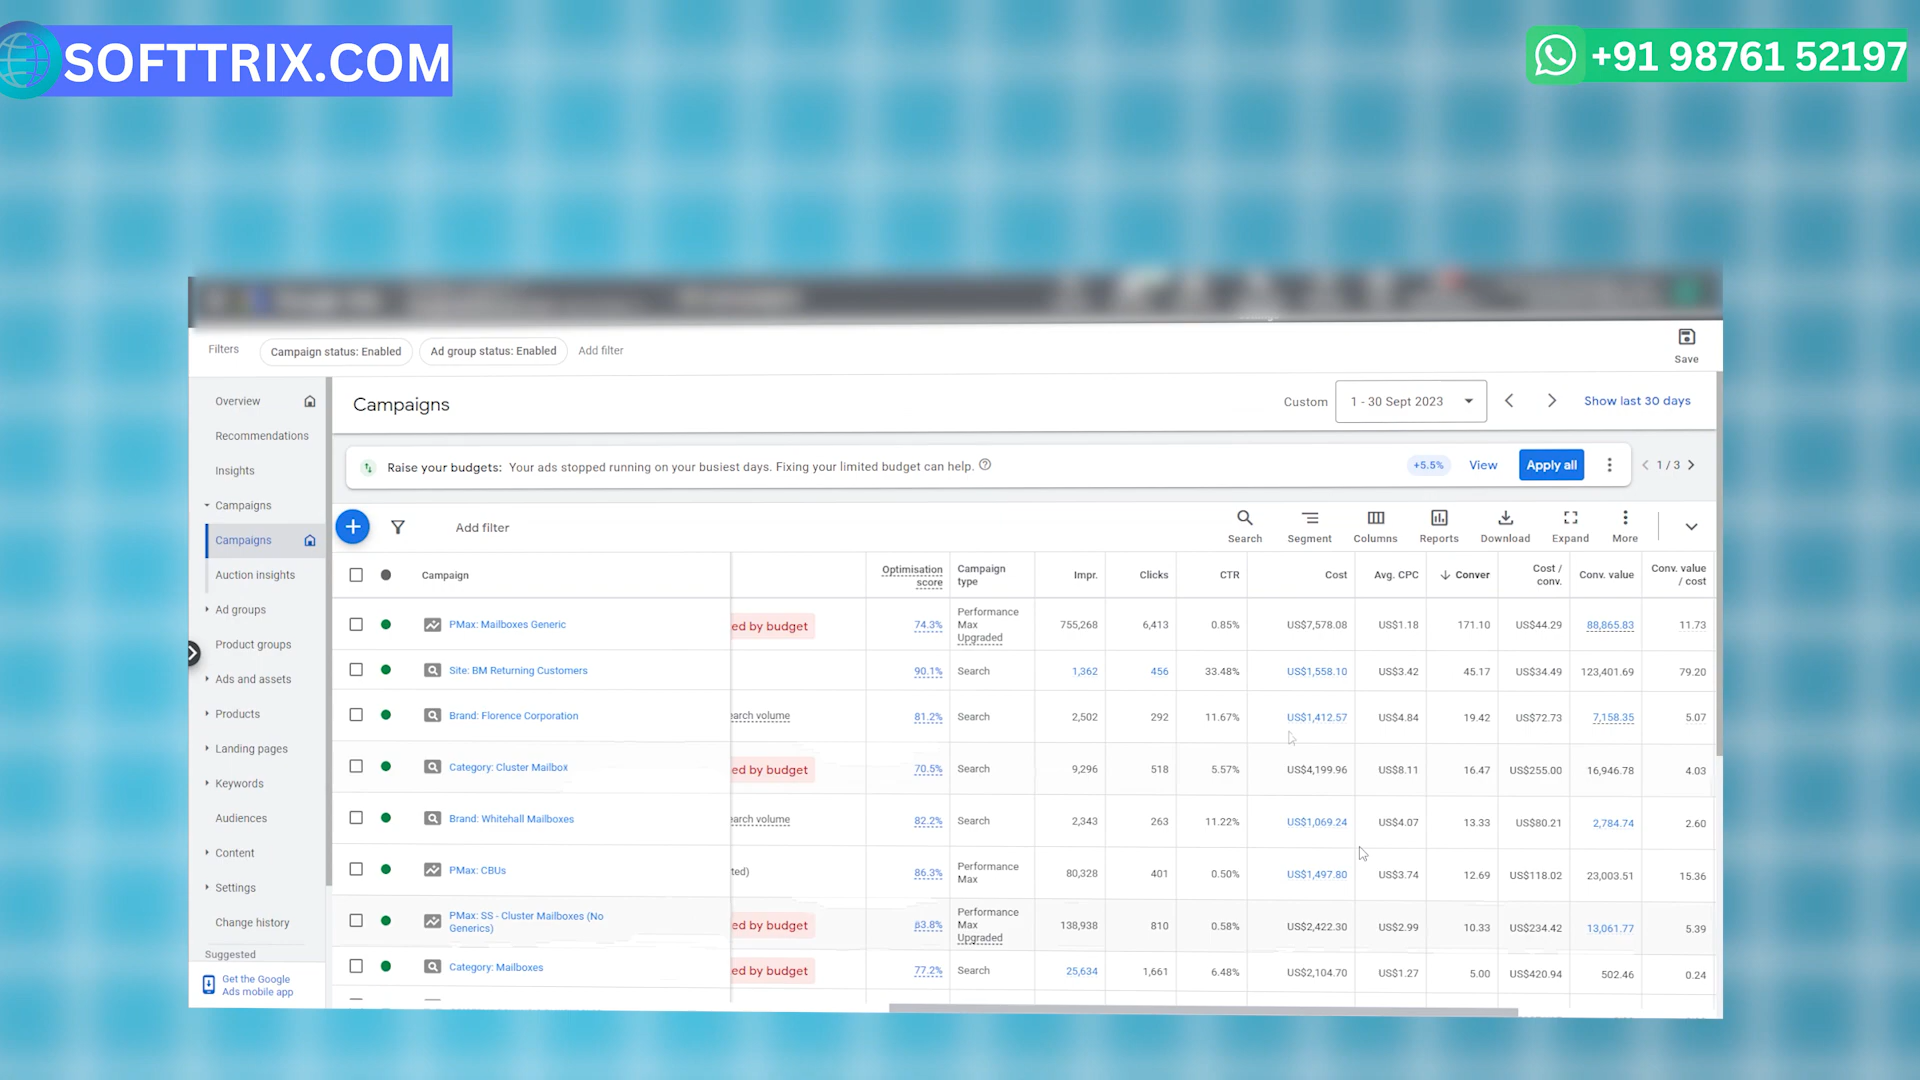 SOFTTRIX.COM
+91 98761 52197
Filters
Campaign status: Enabled
Ad group status: Enabled
Add filter
Save
Overview
Recommendations
Insights
Campaigns
Campaigns
Auction insights
Ad groups
Product groups
Ads and assets
Products
Landing pages
Keywords
Audiences
Content
Settings
Change history
Suggested
Get the Google
Ads mobile app
Campaigns
Custom
1 - 30 Sept 2023
Show last 30 days
Raise your budgets: Your ads stopped running on your busiest days. Fixing your limited budget can help.
+5.5%
View
Apply all
1 / 3
Add filter
Search
Segment
Columns
Reports
Download
Expand
More
Campaign
Optimisation
score
Campaign
type
Impr.
Clicks
CTR
Cost
Avg. CPC
Conver
Cost /
conv.
Conv. value
Conv. value
/ cost
PMax: Mailboxes Generic
ed by budget
74.3%
Performance
Max
Upgraded
755,268
6,413
0.85%
US$7,578.08
US$1.18
171.10
US$44.29
88,865.83
11.73
Site: BM Returning Customers
90.1%
Search
1,362
456
33.48%
US$1,558.10
US$3.42
45.17
US$34.49
123,401.69
79.20
Brand: Florence Corporation
earch volume
81.2%
Search
2,502
292
11.67%
US$1,412.57
US$4.84
19.42
US$72.73
7,158.35
5.07
Category: Cluster Mailbox
ed by budget
70.5%
Search
9,296
518
5.57%
US$4,199.96
US$8.11
16.47
US$255.00
16,946.78
4.03
Brand: Whitehall Mailboxes
earch volume
82.2%
Search
2,343
263
11.22%
US$1,069.24
US$4.07
13.33
US$80.21
2,784.74
2.60
PMax: CBUs
ted)
86.3%
Performance
Max
80,328
401
0.50%
US$1,497.80
US$3.74
12.69
US$118.02
23,003.51
15.36
PMax: SS - Cluster Mailboxes (No
Generics)
ed by budget
63.8%
Performance
Max
Upgraded
138,938
810
0.58%
US$2,422.30
US$2.99
10.33
US$234.42
13,061.77
5.39
Category: Mailboxes
ed by budget
77.2%
Search
25,634
1,661
6.48%
US$2,104.70
US$1.27
5.00
US$420.94
502.46
0.24